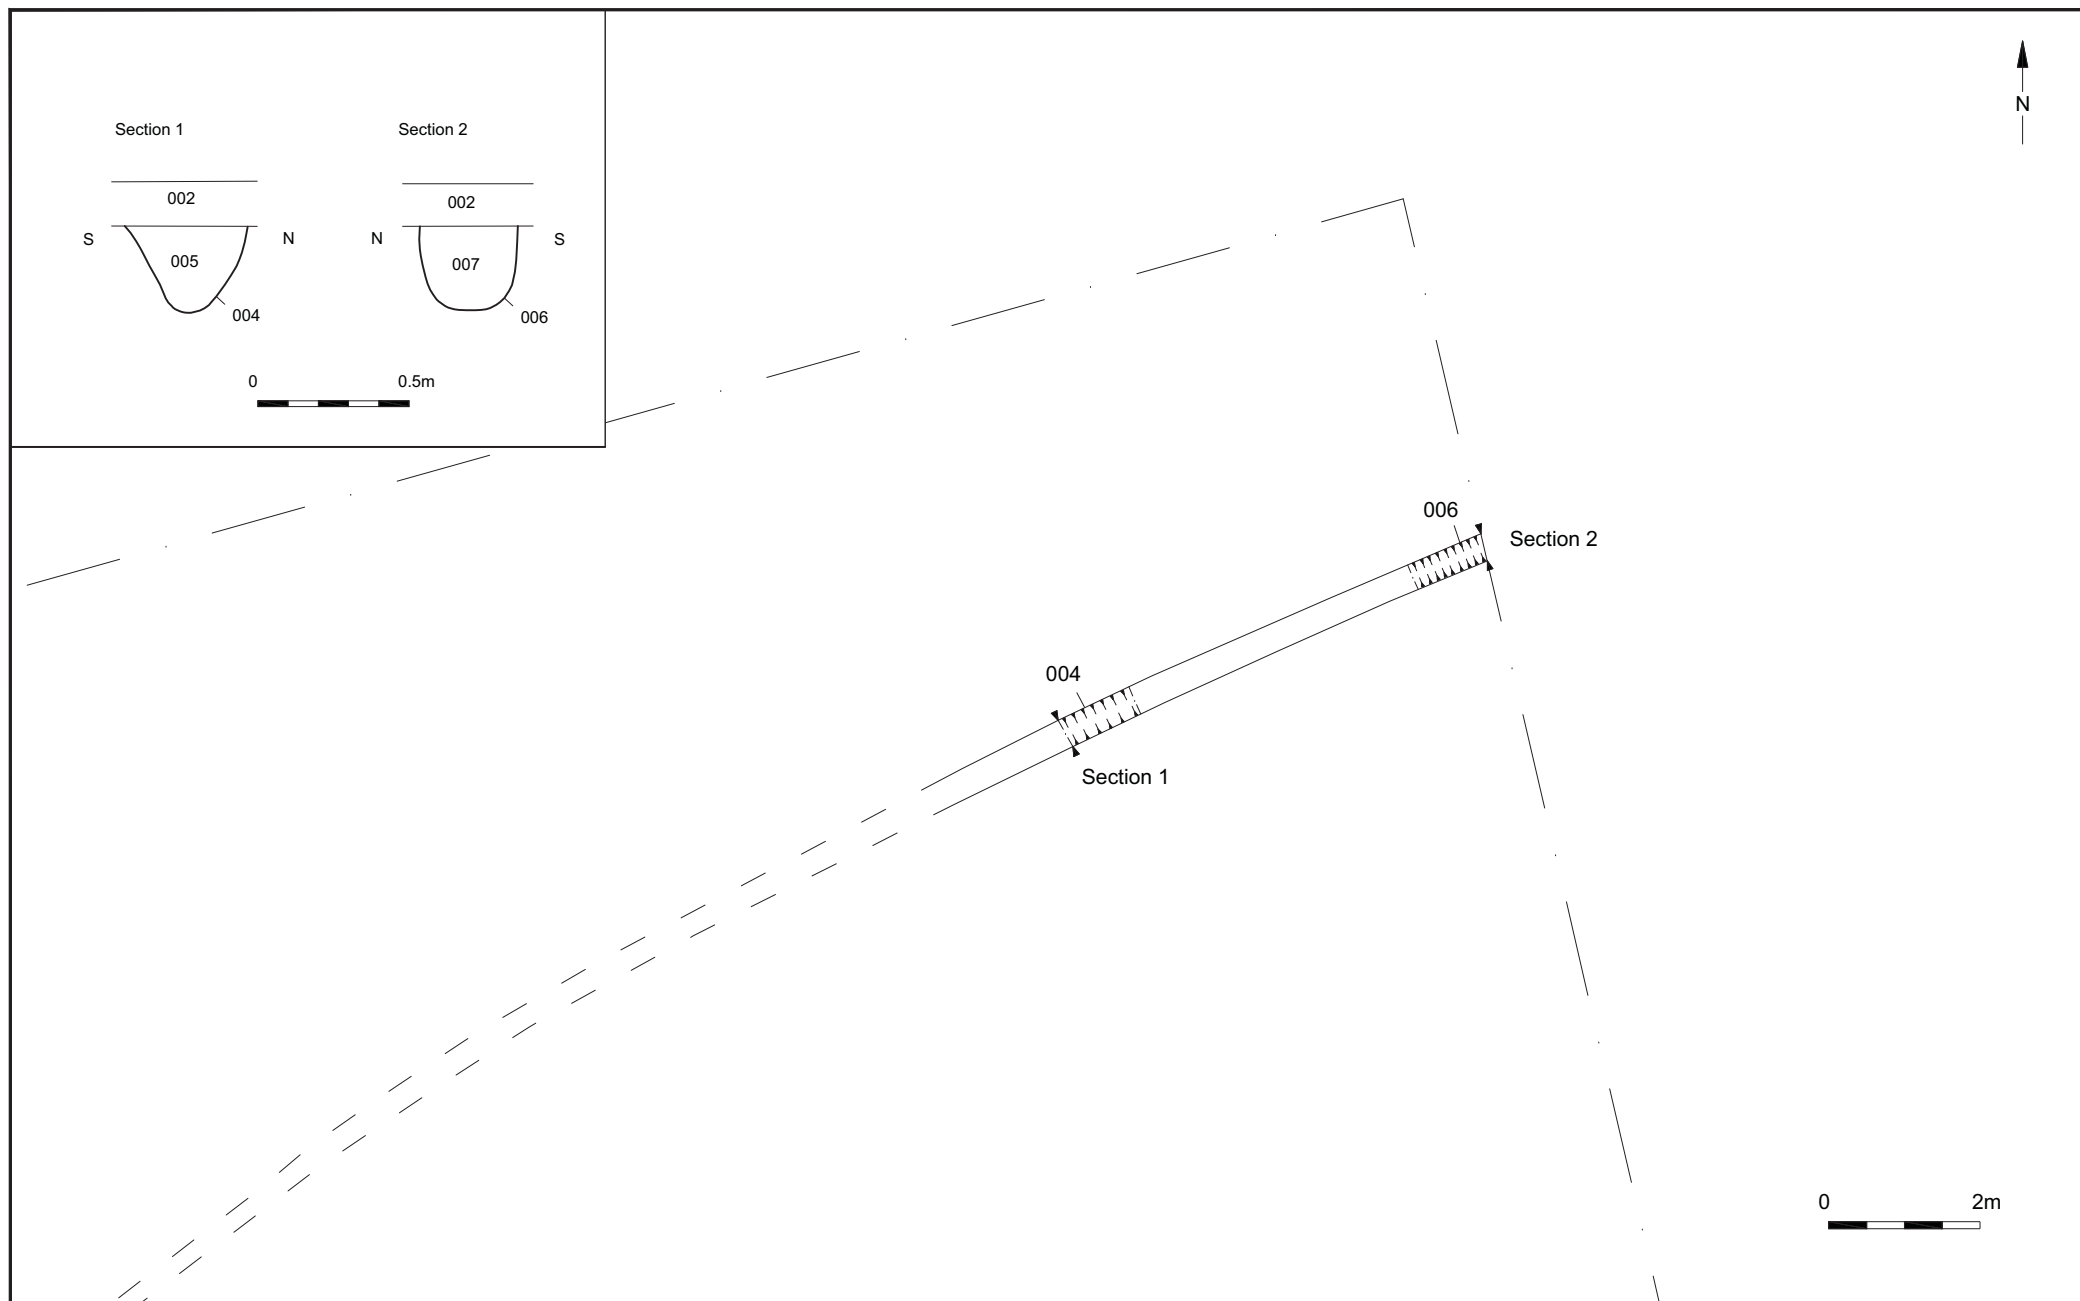 Section 1 Section 2
N
002 002
S N N S
005 007
004 006
0 0.5m
006
Section 2
004
Section 1
0 2m